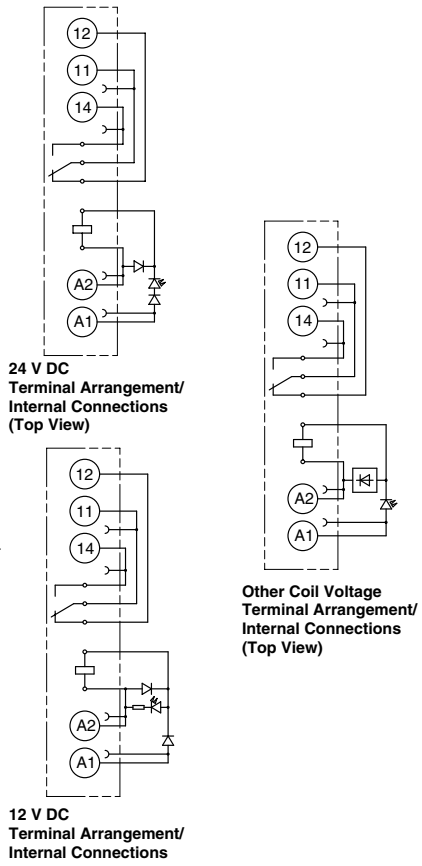 12
11
14
A2
A1
24 V DC
Terminal Arrangement/
Internal Connections
(Top View)
12
11
14
A2
A1
Other Coil Voltage
Terminal Arrangement/
Internal Connections
(Top View)
12
11
14
A2
A1
12 V DC
Terminal Arrangement/
Internal Connections